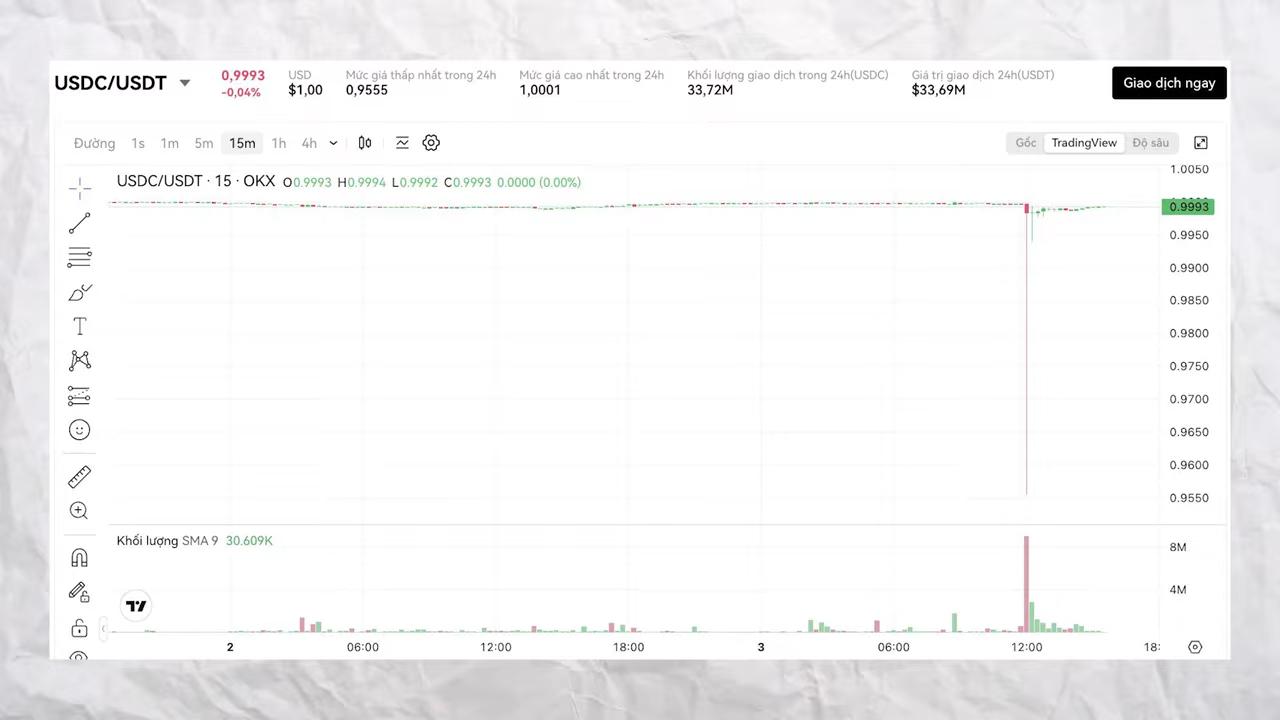 USDC/USDT
0,9993
-0,04%
USD
$1,00
Mức giá thấp nhất trong 24h
0,9555
Mức giá cao nhất trong 24h
1,0001
Khối lượng giao dịch trong 24h(USDC)
33,72M
Giá trị giao dịch 24h(USDT)
$33,69M
Giao dịch ngay
Đường 1s 1m 5m 15m 1h 4h
Gốc TradingView Độ sâu
USDC/USDT · 15 · OKX O0.9993 H0.9994 L0.9992 C0.9993 0.0000 (0.00%)
1.0050
0.9993
0.9950
0.9900
0.9850
0.9800
0.9750
0.9700
0.9650
0.9600
0.9550
Khối lượng SMA 9 30.609K
8M
4M
2 06:00 12:00 18:00 3 06:00 12:00 18: